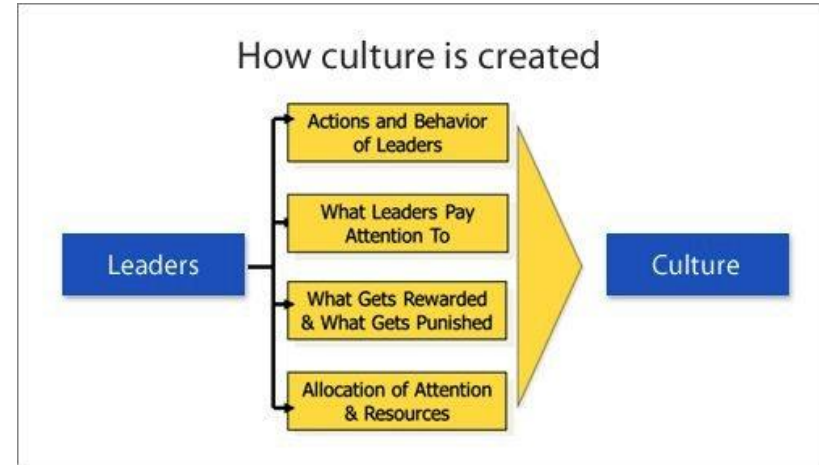 How culture is created
Leaders
Actions and Behavior
of Leaders
What Leaders Pay
Attention To
What Gets Rewarded
& What Gets Punished
Allocation of Attention
& Resources
Culture